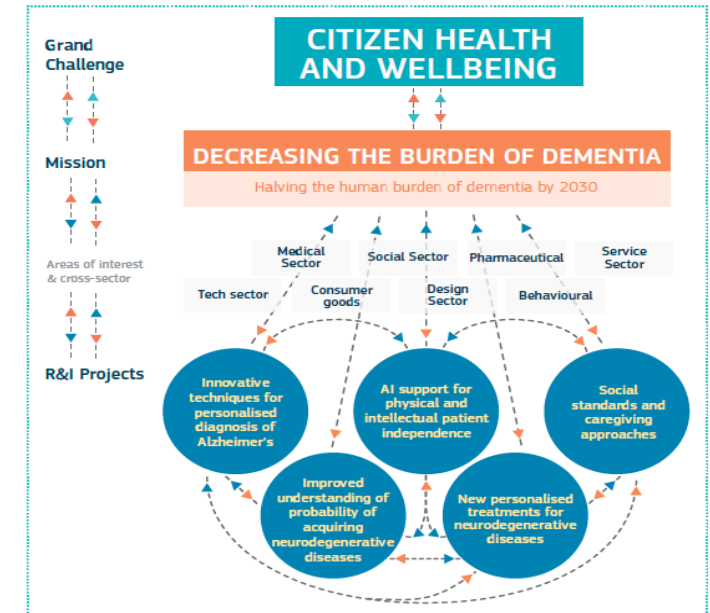 Grand
Challenge
CITIZEN HEALTH
AND WELLBEING
Mission
DECREASING THE BURDEN OF DEMENTIA
Halving the human burden of dementia by 2030
Areas of interest
& cross-sector
Medical
Sector
Social Sector
Pharmaceutical
Service
Sector
Tech sector
Consumer
goods
Design
Sector
Behavioural
R&I Projects
Innovative
techniques for
personalised
diagnosis of
Alzheimer's
AI support for
physical and
intellectual patient
independence
Social
standards and
caregiving
approaches
Improved
understanding of
probability of
acquiring
neurodegenerative
diseases
New personalised
treatments for
neurodegenerative
diseases